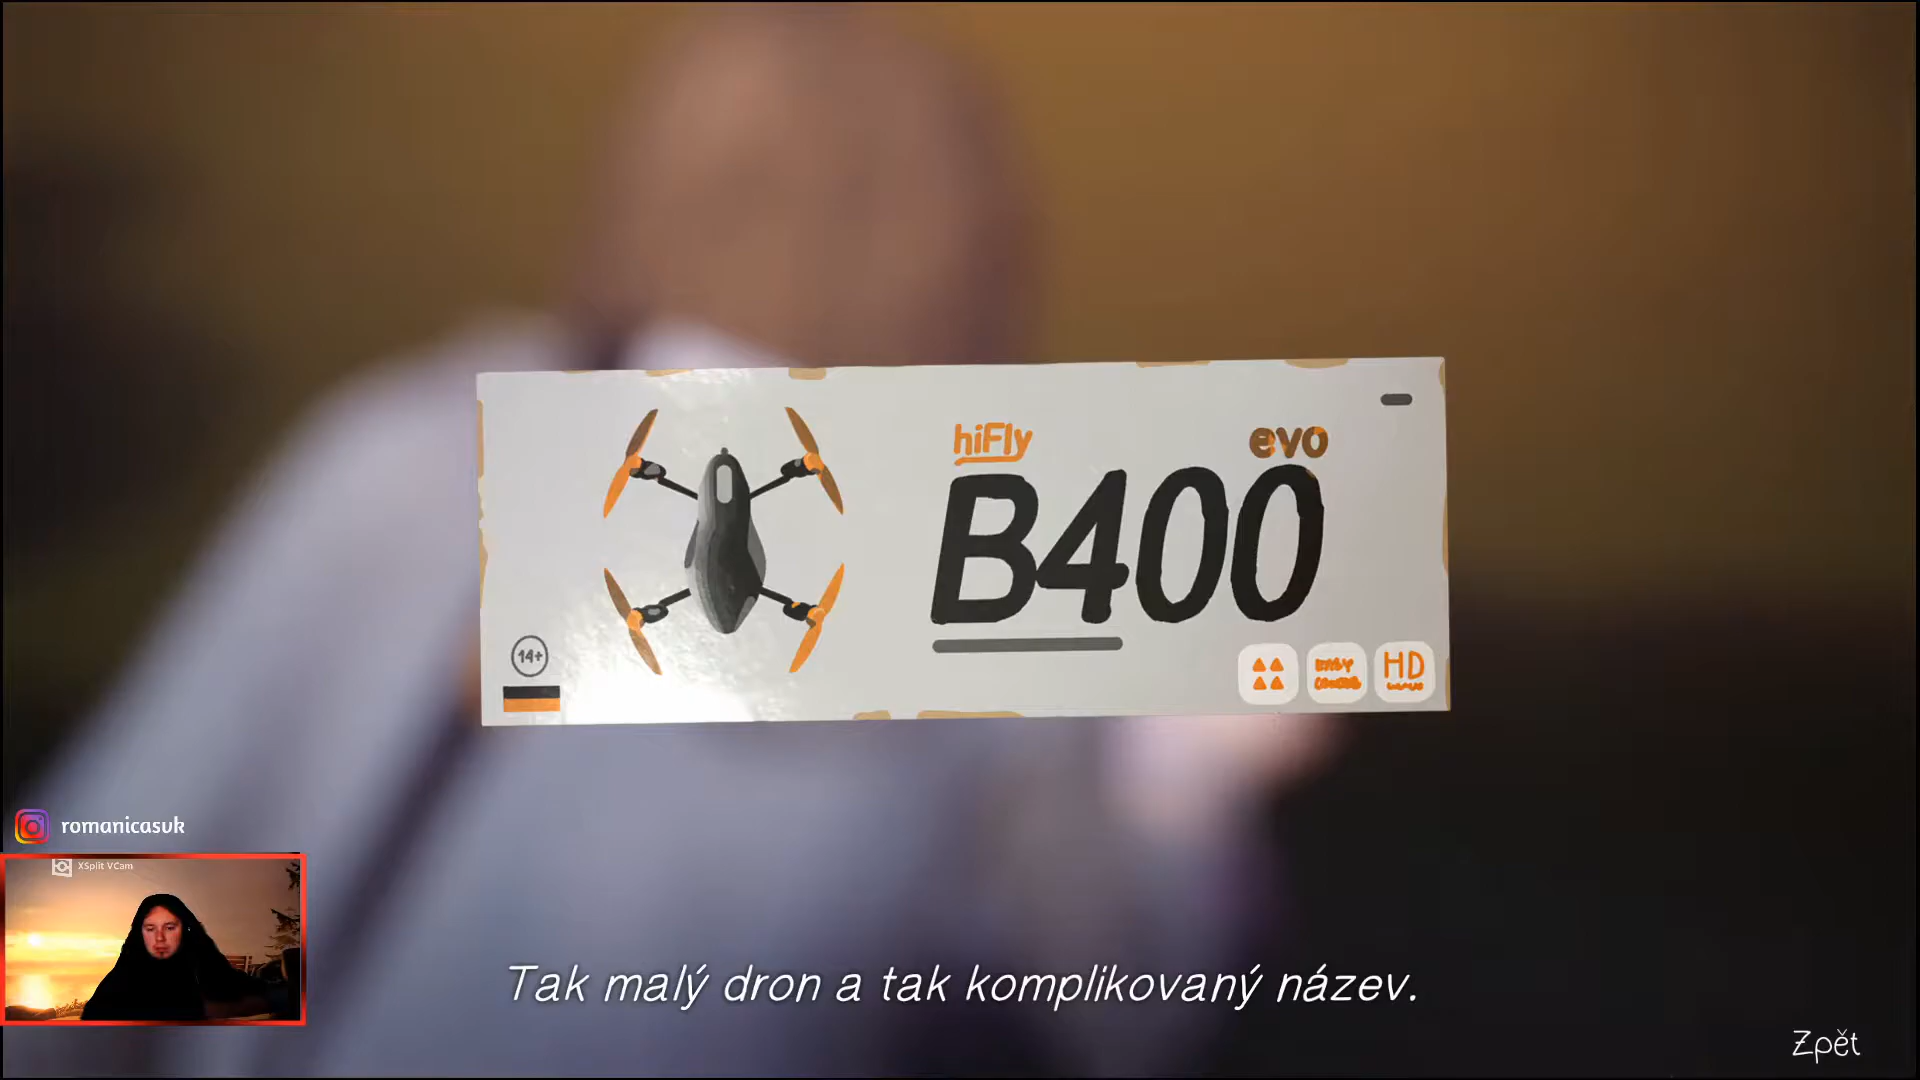 hiFly
evo
B400
14+
HD
romanicasuk
XSplit VCam
Tak malý dron a tak komplikovaný název.
Zpět